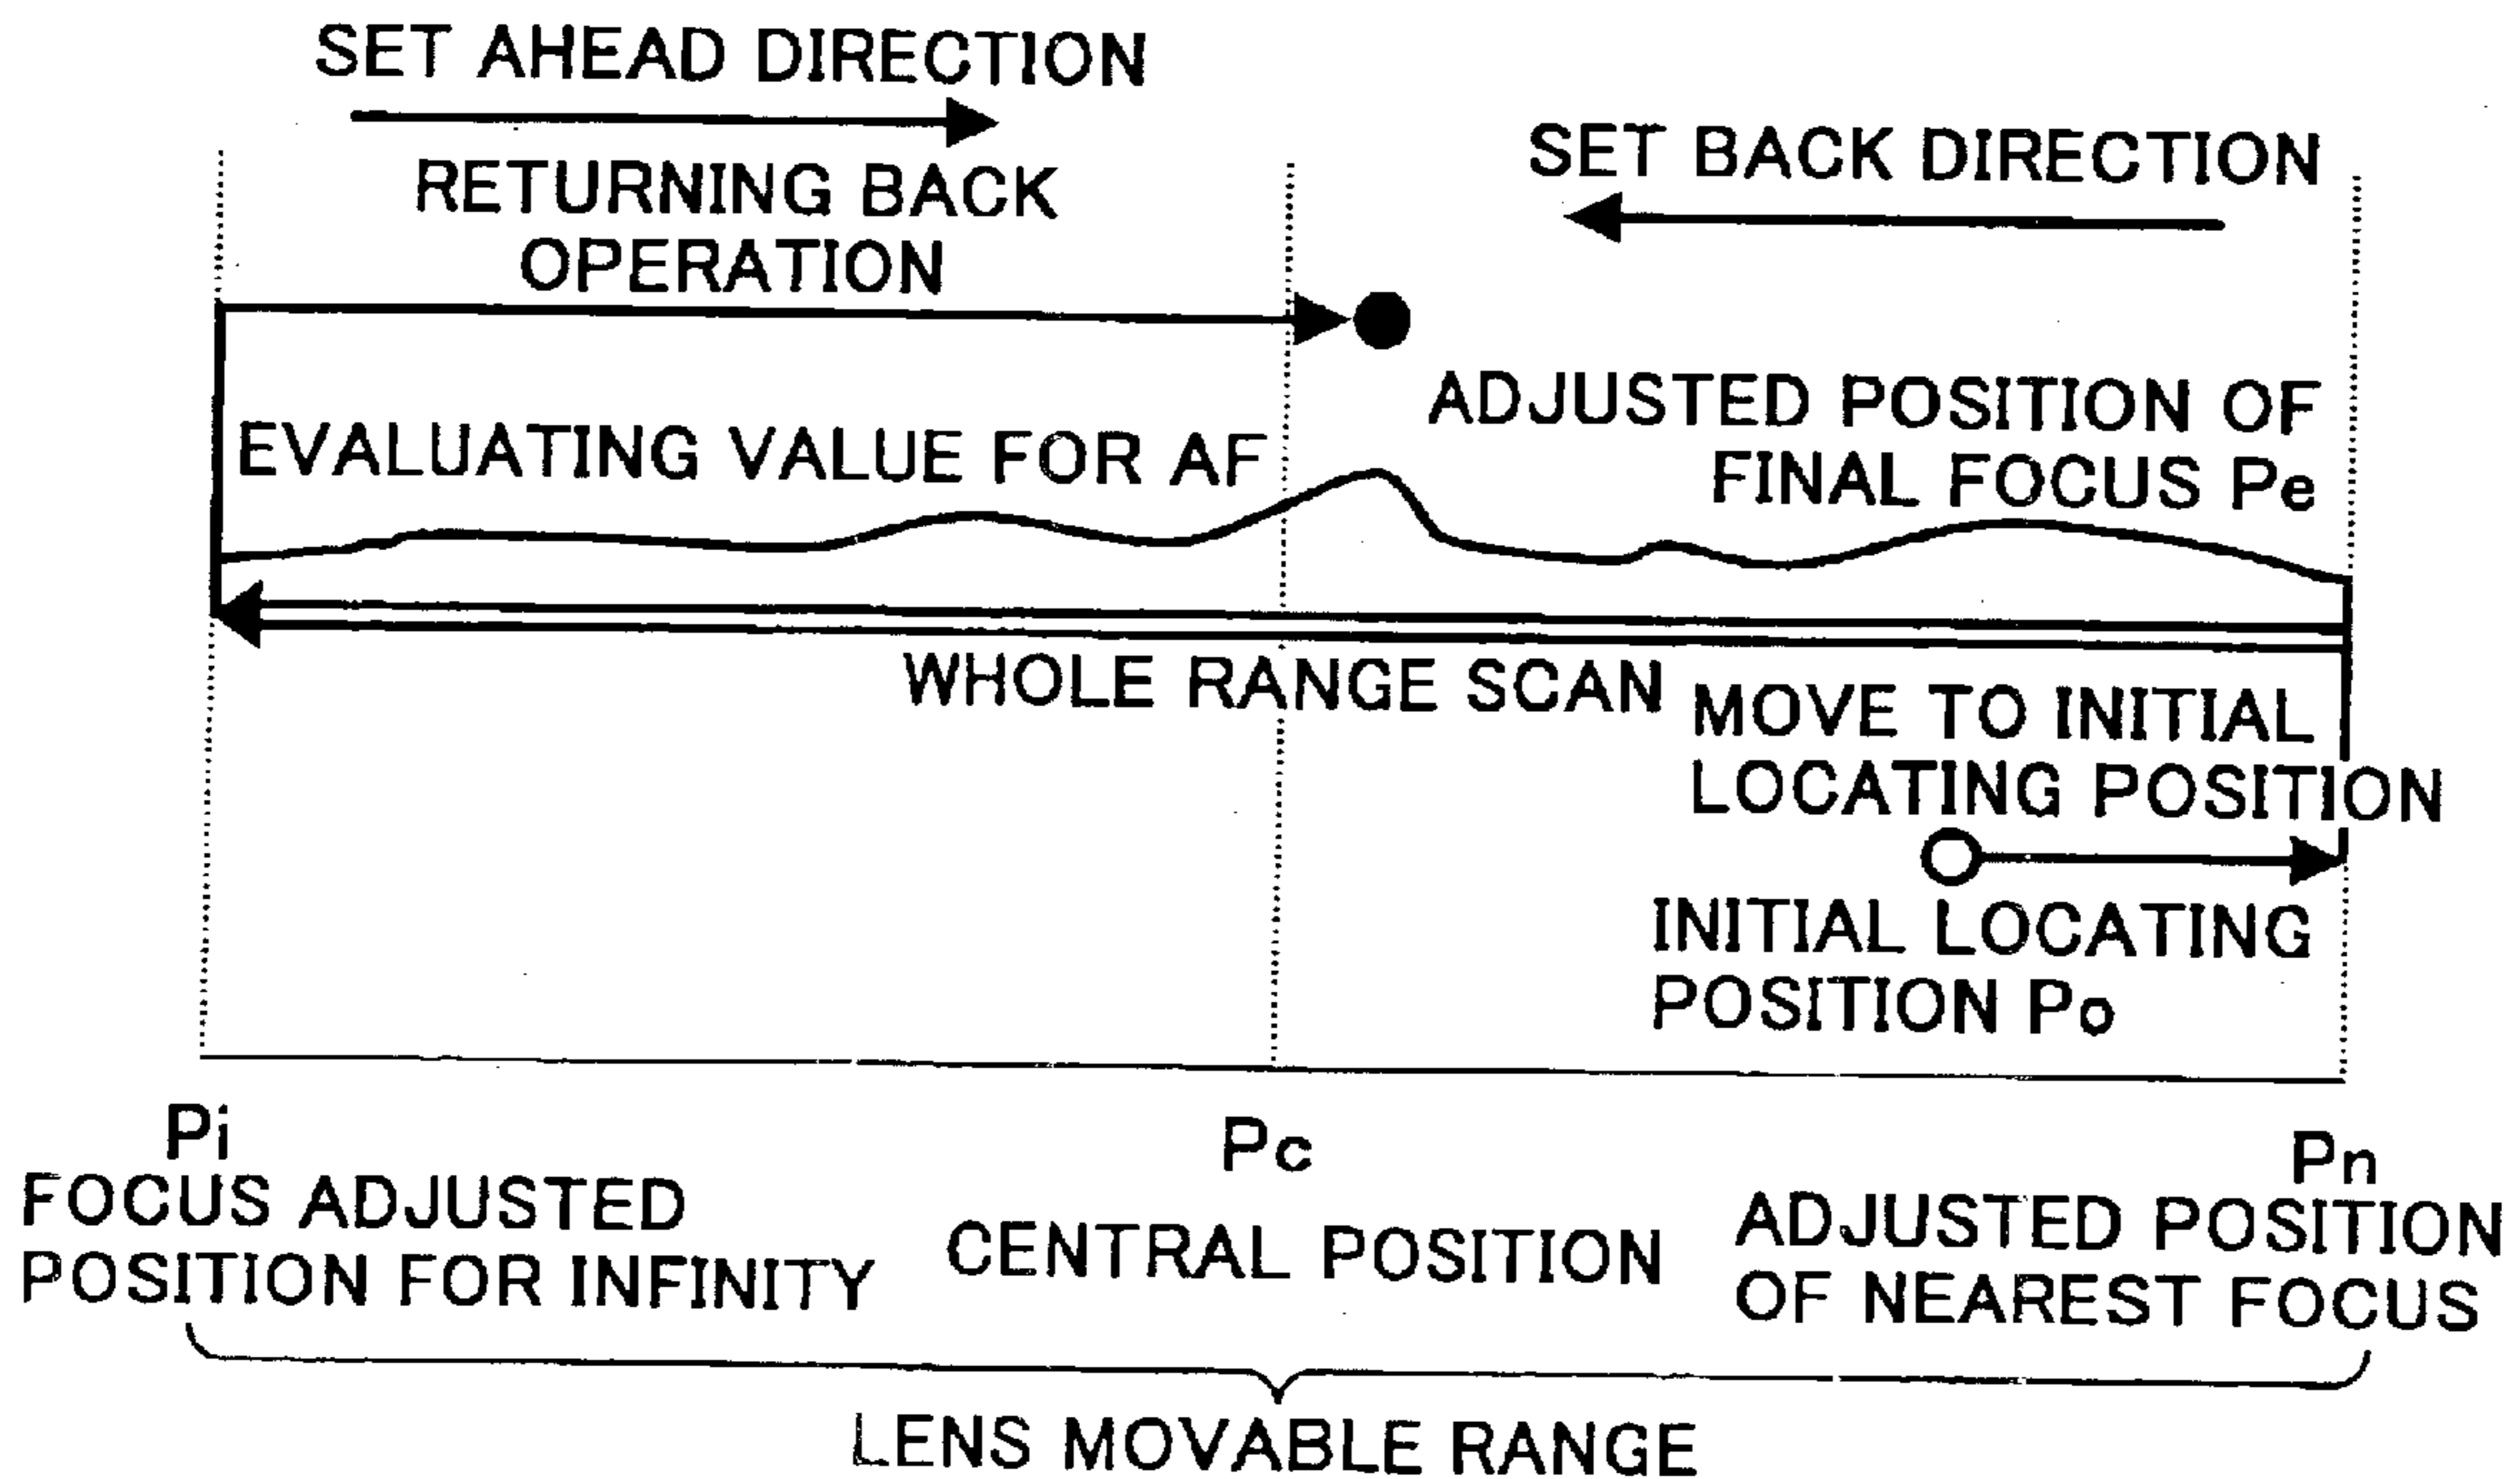 SET AHEAD DIRECTION
RETURNING BACK
OPERATION
SET BACK DIRECTION
ADJUSTED POSITION OF
FINAL FOCUS Pe
EVALUATING VALUE FOR AF
WHOLE RANGE SCAN
MOVE TO INITIAL
LOCATING POSITION
INITIAL LOCATING
POSITION Po
Pi
FOCUS ADJUSTED
POSITION FOR INFINITY
Pc
CENTRAL POSITION
Pn
ADJUSTED POSITION
OF NEAREST FOCUS
LENS MOVABLE RANGE